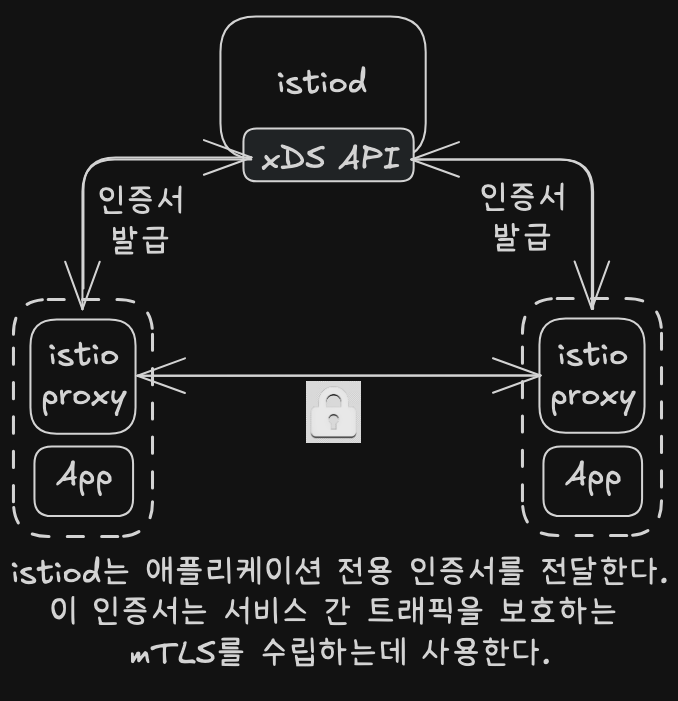 istiod
xDS API
인증서
발급
인증서
발급
istio
proxy
App
istio
proxy
App
istiod는 애플리케이션 전용 인증서를 전달한다.
이 인증서는 서비스 간 트래픽을 보호하는
mTLS를 수립하는데 사용한다.